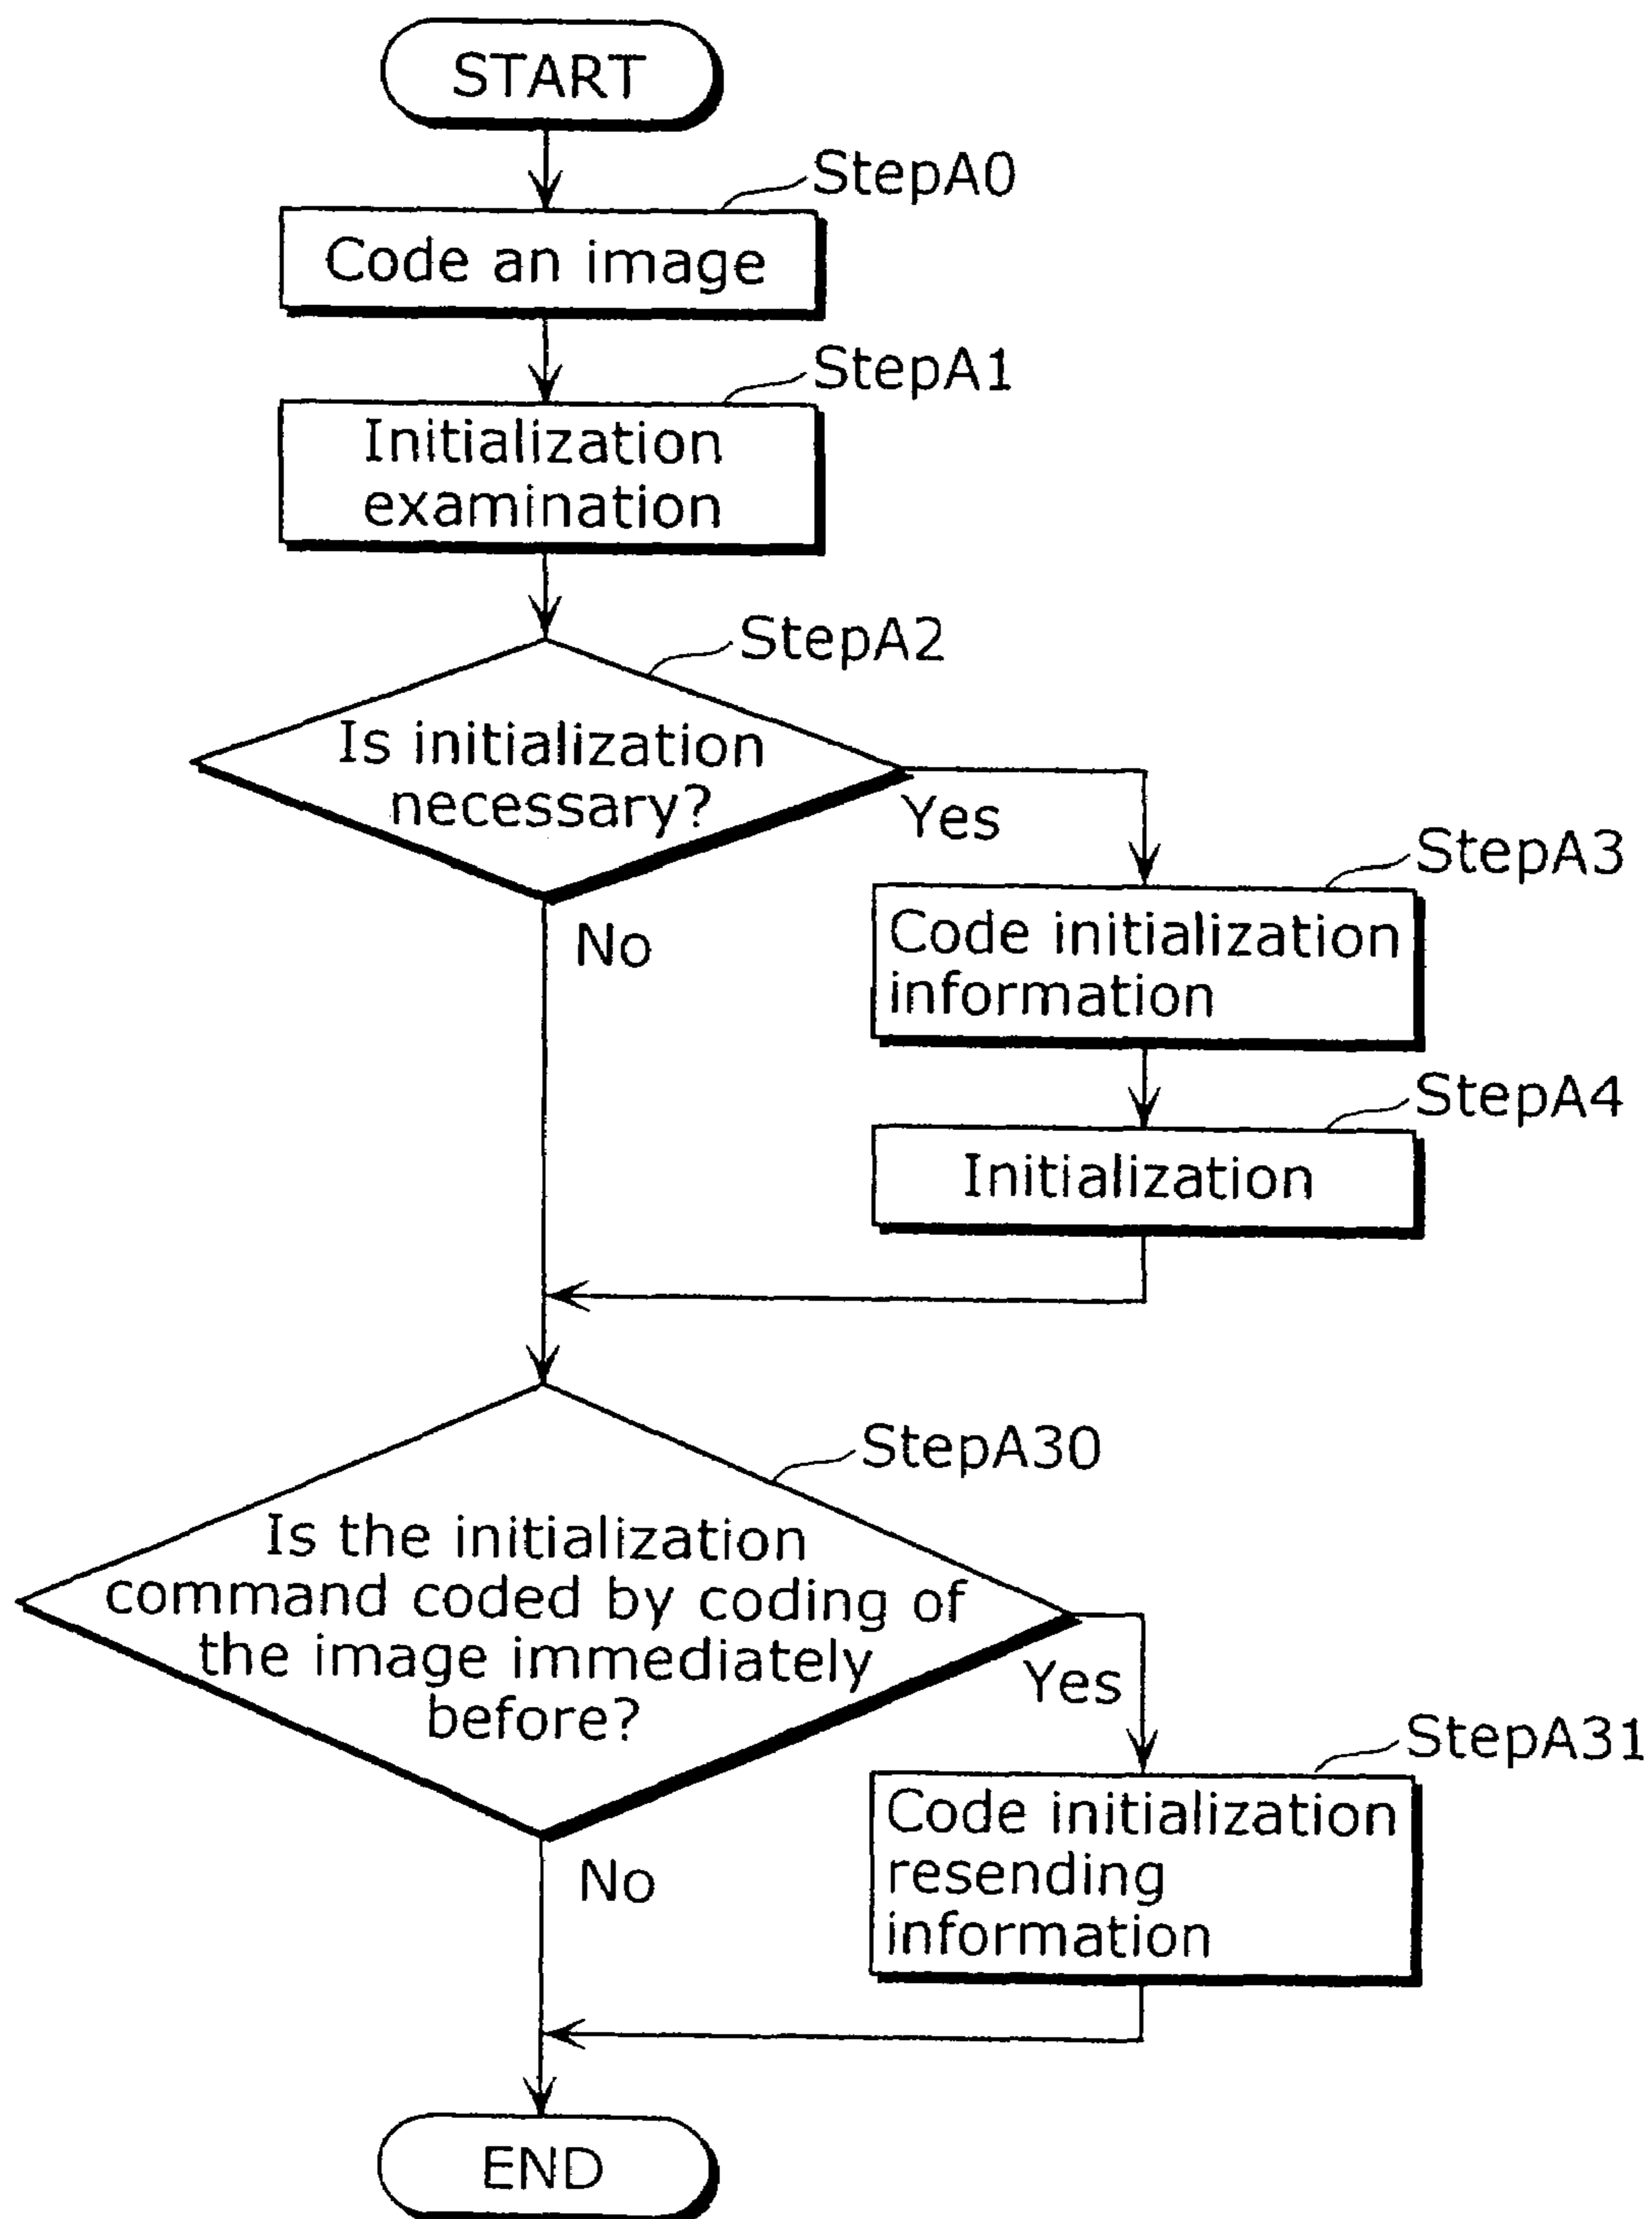 START
StepA0
Code an image
StepA1
Initialization
examination
StepA2
Is initialization
necessary?
Yes
No
StepA3
Code initialization
information
StepA4
Initialization
StepA30
Is the initialization
command coded by coding of
the image immediately
before?
Yes
No
StepA31
Code initialization
resending
information
END